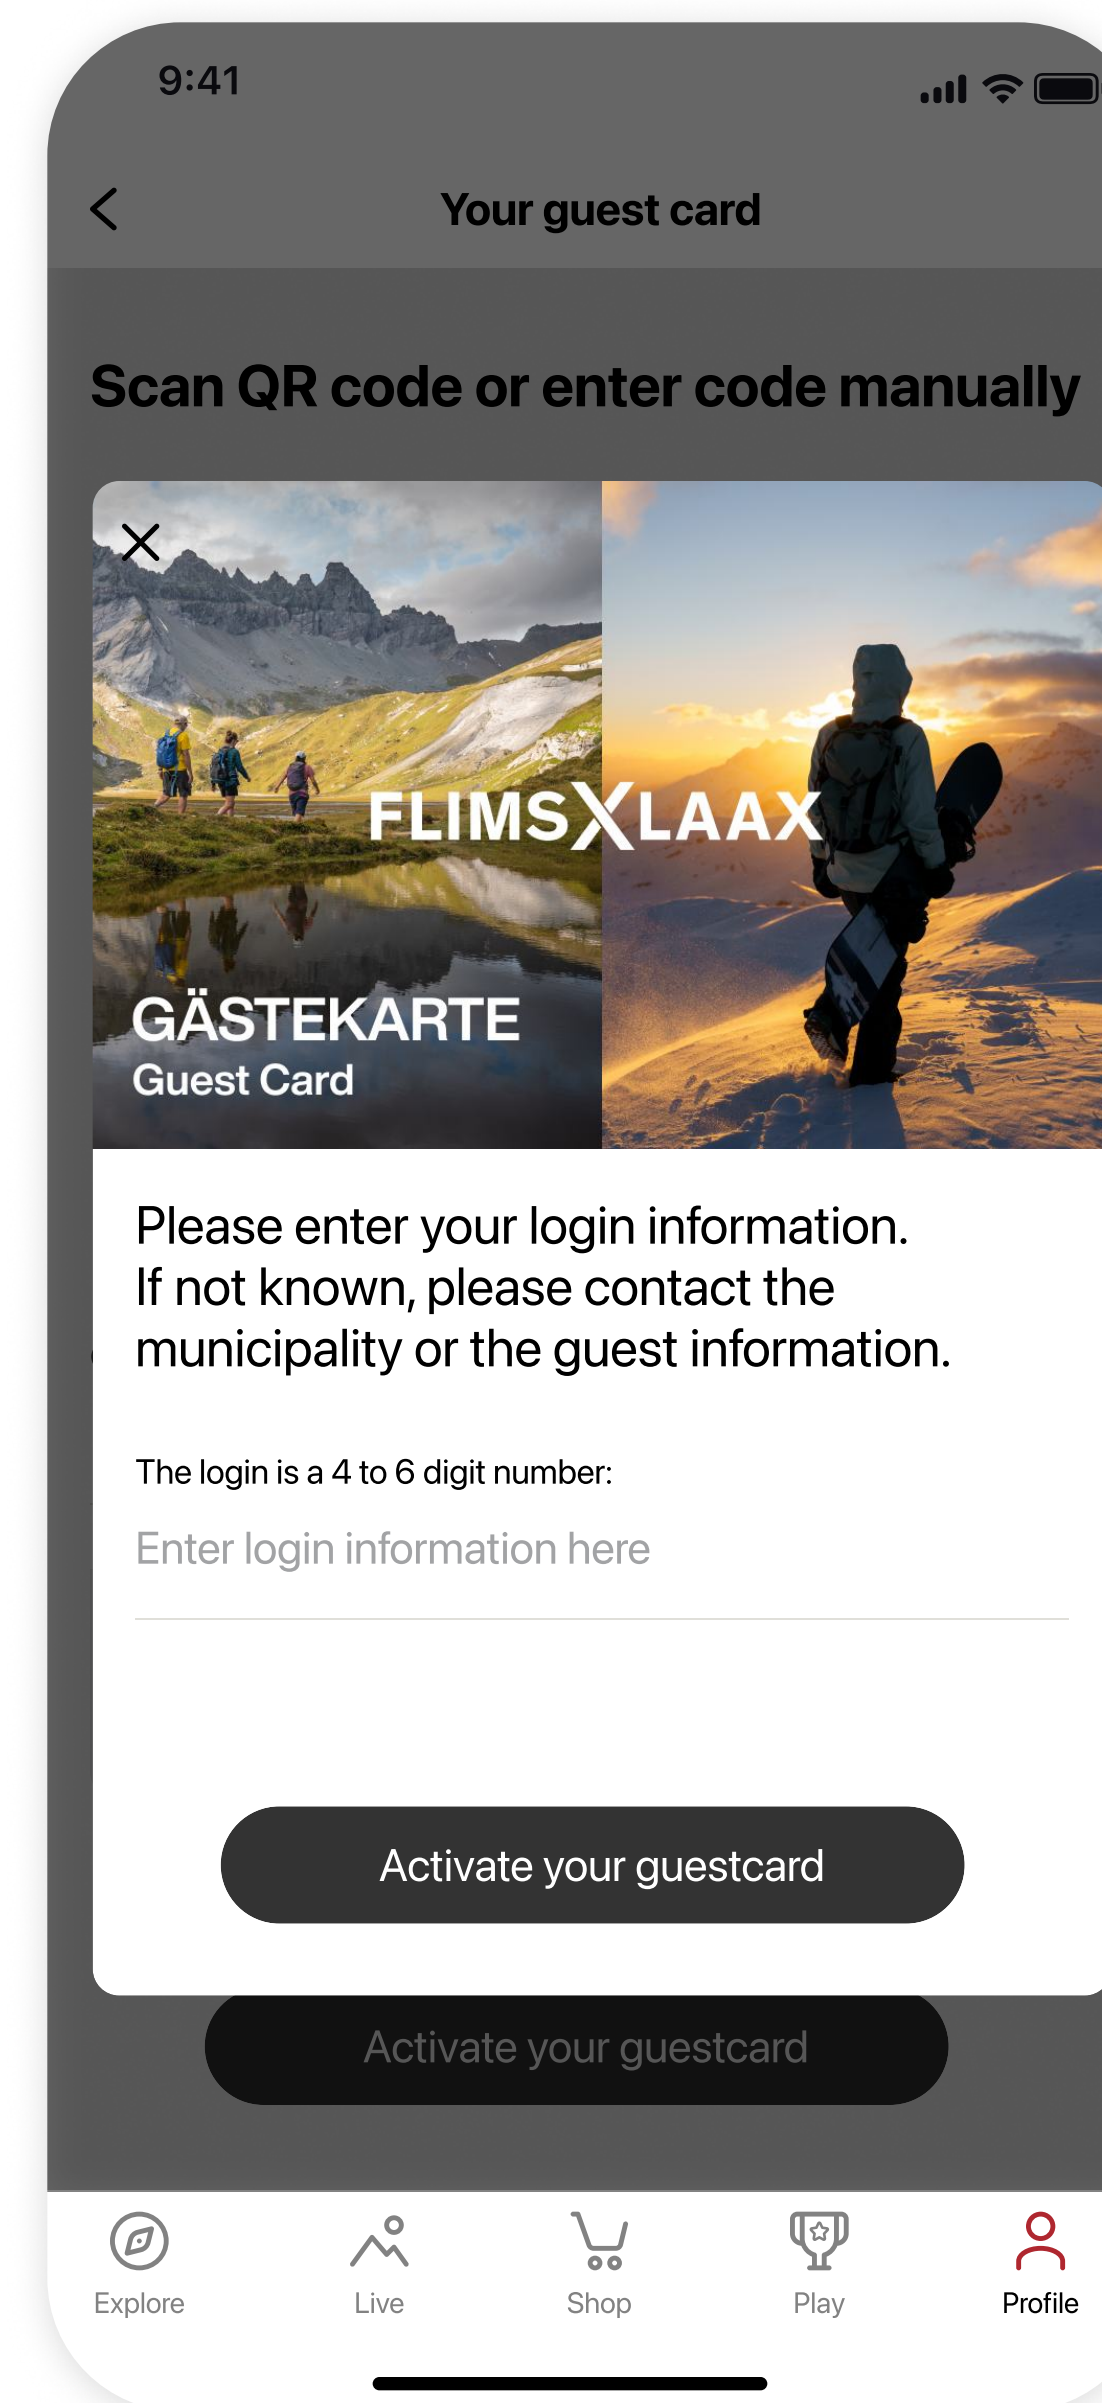 9:41
Your guest card
Scan QR code or enter code manually
FLIMSXLAAX
GÄSTEKARTE
Guest Card
Please enter your login information.
If not known, please contact the
municipality or the guest information.
The login is a 4 to 6 digit number:
Enter login information here
Activate your guestcard
Activate your guestcard
Explore
Live
Shop
Play
Profile